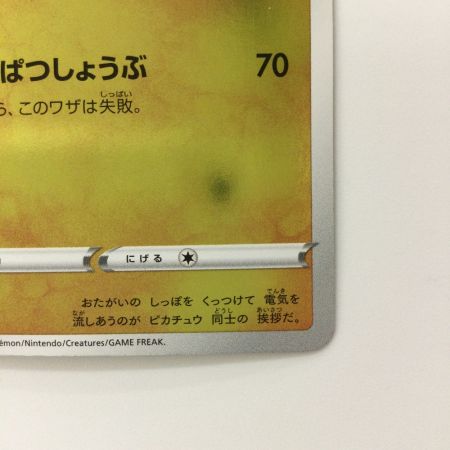 ぱつしょうぶ 70
ら、このワザは失敗。
にげる
おたがいの しっぽを くっつけて 電気を
流しあうのが ピカチュウ 同士の 挨拶だ。
émon/Nintendo/Creatures/GAME FREAK.